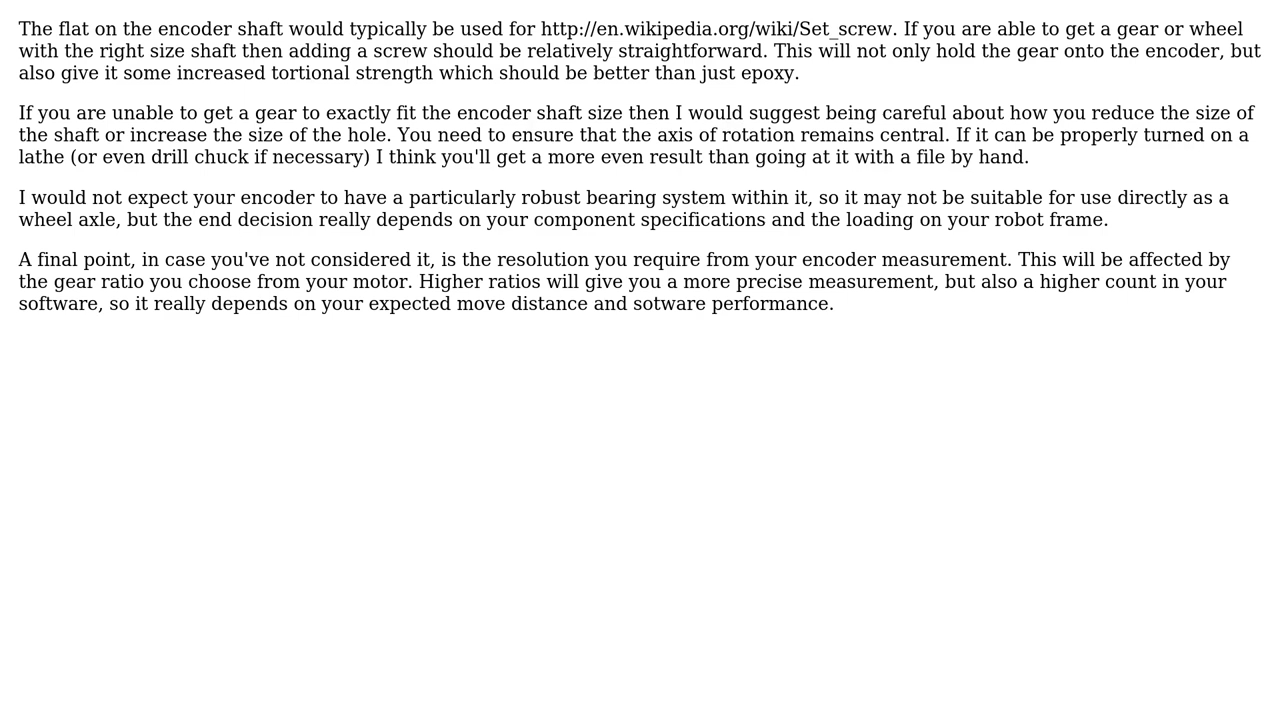 The flat on the encoder shaft would typically be used for http://en.wikipedia.org/wiki/Set_screw. If you are able to get a gear or wheel
with the right size shaft then adding a screw should be relatively straightforward. This will not only hold the gear onto the encoder, but
also give it some increased tortional strength which should be better than just epoxy.
If you are unable to get a gear to exactly fit the encoder shaft size then I would suggest being careful about how you reduce the size of
the shaft or increase the size of the hole. You need to ensure that the axis of rotation remains central. If it can be properly turned on a
lathe (or even drill chuck if necessary) I think you'll get a more even result than going at it with a file by hand.
I would not expect your encoder to have a particularly robust bearing system within it, so it may not be suitable for use directly as a
wheel axle, but the end decision really depends on your component specifications and the loading on your robot frame.
A final point, in case you've not considered it, is the resolution you require from your encoder measurement. This will be affected by
the gear ratio you choose from your motor. Higher ratios will give you a more precise measurement, but also a higher count in your
software, so it really depends on your expected move distance and sotware performance.